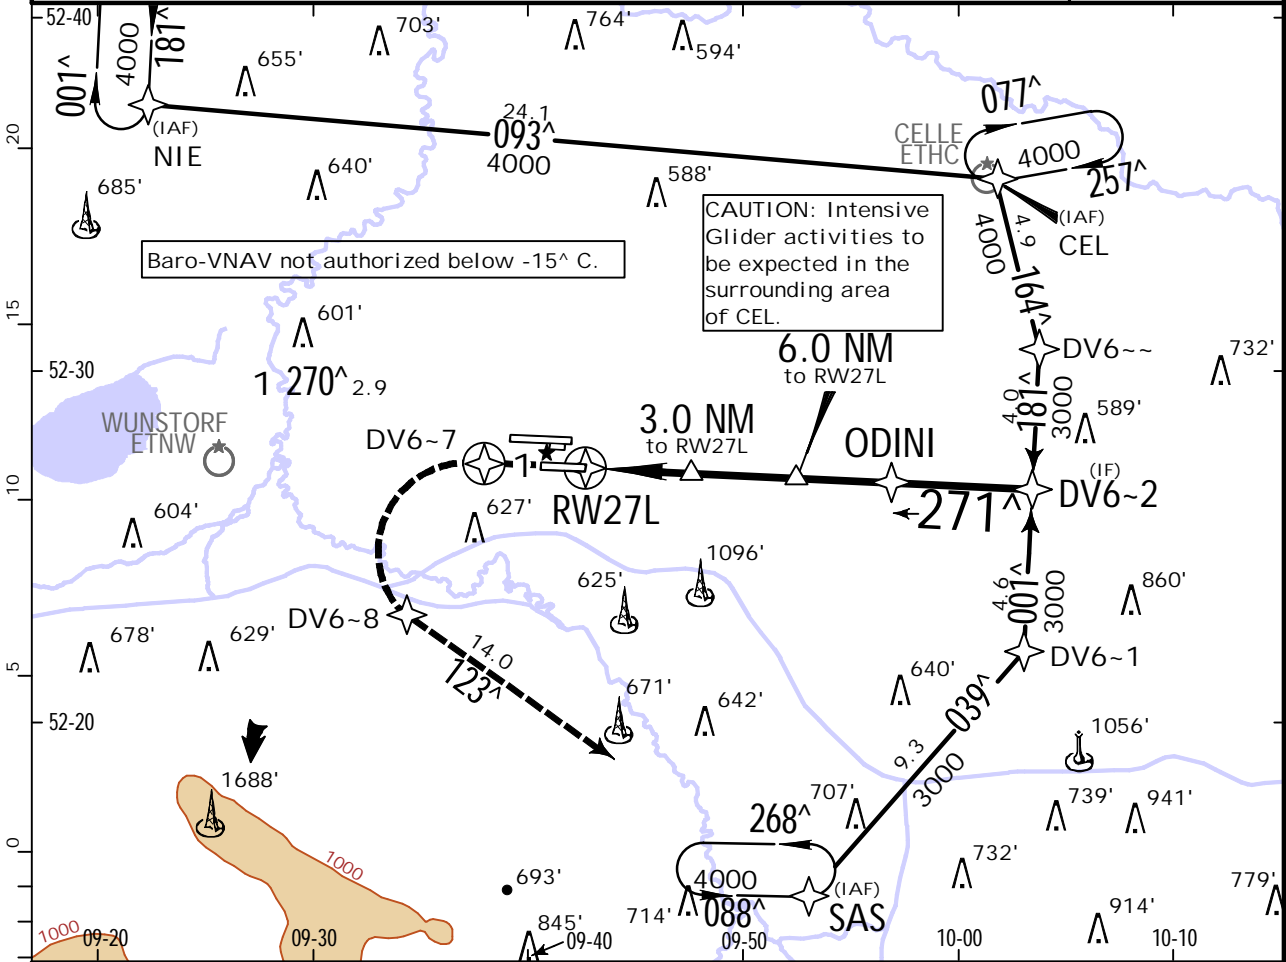 52-40
703'
764'
594'
001^
4000
181^
655'
077^
(IAF)
NIE
24.1
093^
4000
CELLE
ETHC
4000
257^
20
685'
640'
588'
CAUTION: Intensive
Glider activities to
be expected in the
surrounding area
of CEL.
(IAF)
CEL
4.9
4000
164^
Baro-VNAV not authorized below -15^ C.
15
601'
6.0 NM
to RW27L
DV6~~
732'
52-30
1 270^ 2.9
WUNSTORF
ETNW
DV6~7
3.0 NM
to RW27L
ODINI
4.0
181^
3000
589'
(IF)
DV6~2
1
RW27L
271^
10
604'
627'
1096'
625'
4.6
001^
3000
860'
DV6~8
678'
629'
14.0
123^
DV6~1
5
640'
039^
671'
642'
52-20
1056'
9.3
3000
1688'
707'
739'
941'
268^
0
1000
732'
4000
(IAF)
088^
SAS
693'
714'
779'
914'
845'
1000
09-20
09-30
09-40
09-50
10-00
10-10